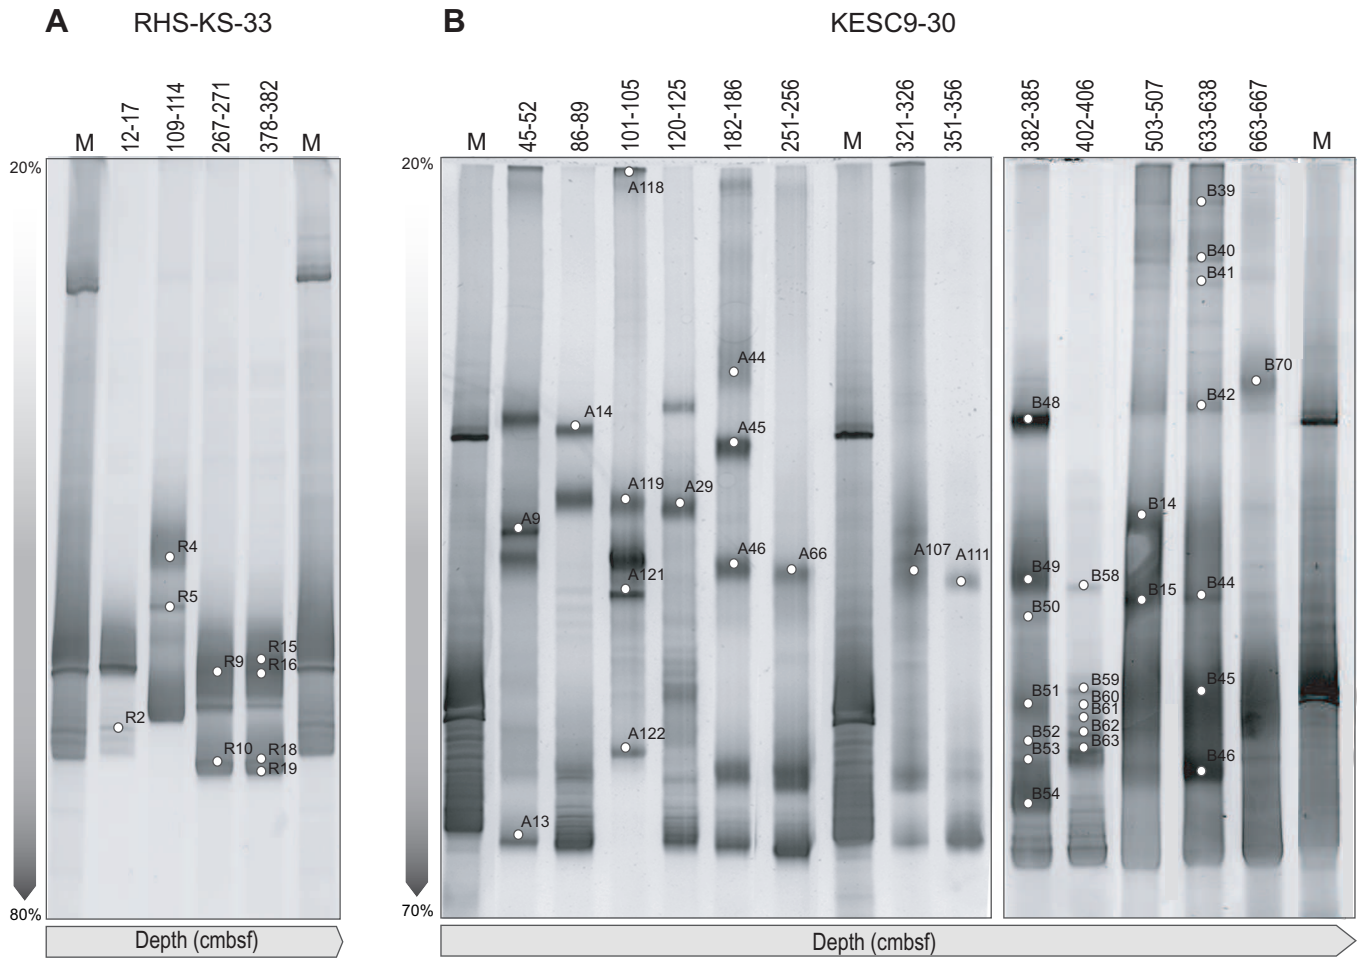 A RHS-KS-33
B KESC9-30
M 12-17 109-114 267-271 378-382 M
M 45-52 86-89 101-105 120-125 182-186 251-256 M 321-326 351-356
382-385 402-406 503-507 633-638 663-667 M
20%
20%
R4
R5
R15
R9 R16
R2
R10 R18
R19
80%
Depth (cmbsf)
A118
A44
A14
A45
A119 A29
A9
A46 A66 A107 A111
A121
A122
A13
B39
B40
B41
B70
B48 B42
B14
B49 B58 B15 B44
B50
B59
B51 B60 B45
B61
B52 B62
B53 B63 B46
B54
70%
Depth (cmbsf)